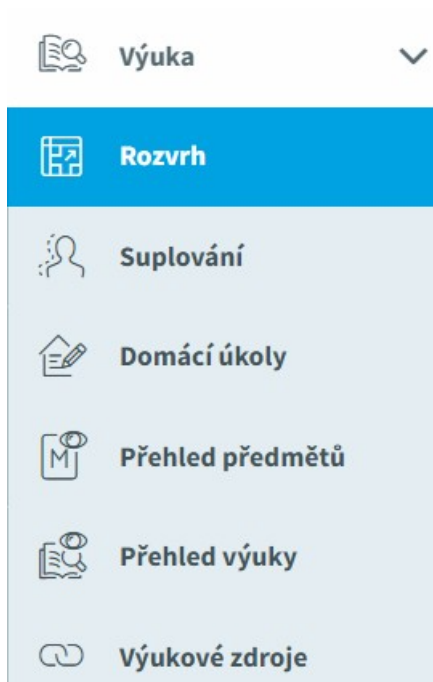 Výuka
Rozvrh
Suplování
Domácí úkoly
Přehled předmětů
Přehled výuky
Výukové zdroje